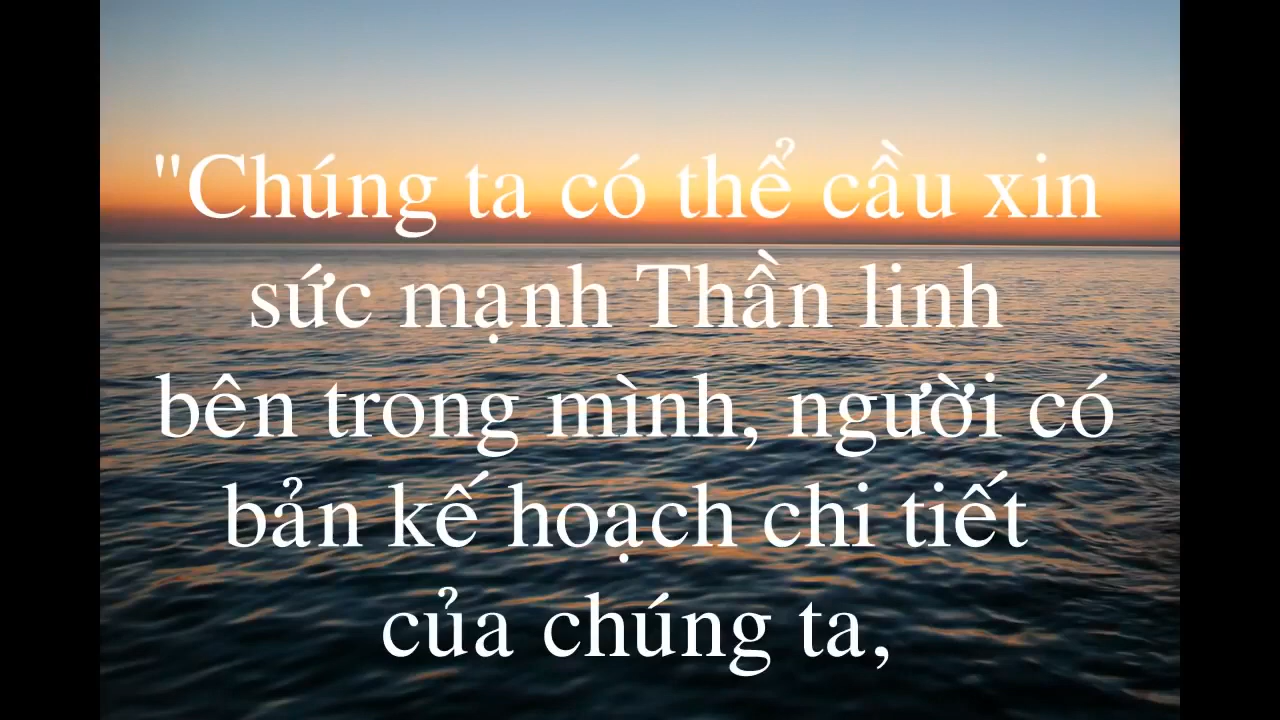 "Chúng ta có thể cầu xin
sức mạnh Thần linh
bên trong mình, người có
bản kế hoạch chi tiết
của chúng ta,